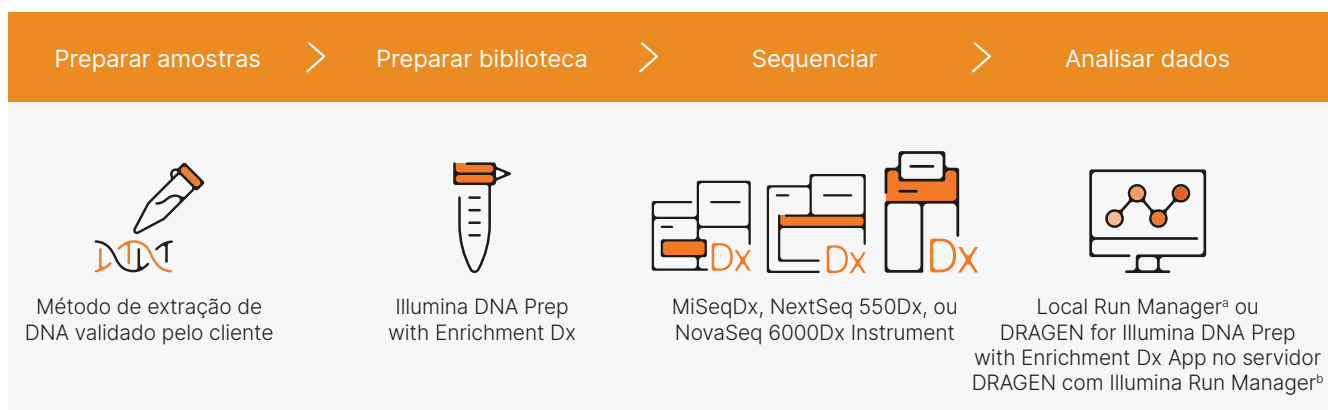 Preparar amostras
Preparar biblioteca
Sequenciar
Analisar dados
Dx
Dx
Dx
Método de extração de
DNA validado pelo cliente
Illumina DNA Prep
with Enrichment Dx
MiSeqDx, NextSeq 550Dx, ou
NovaSeq 6000Dx Instrument
Local Run Managerᵃ ou
DRAGEN for Illumina DNA Prep
with Enrichment Dx App no servidor
DRAGEN com Illumina Run Managerᵇ